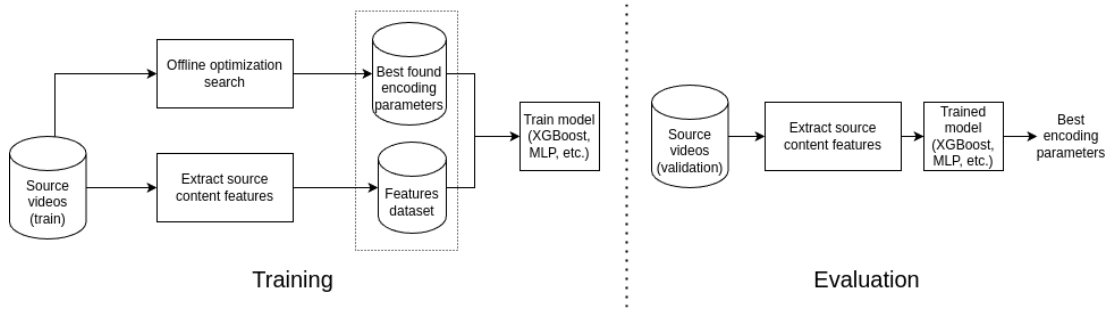 Offline optimization
search
Best found
encoding
parameters
Source
videos
(train)
Extract source
content features
Features
dataset
Train model
(XGBoost,
MLP, etc.)
Training
Source
videos
(validation)
Extract source
content features
Trained
model
(XGBoost,
MLP, etc.)
Best
encoding
parameters
Evaluation